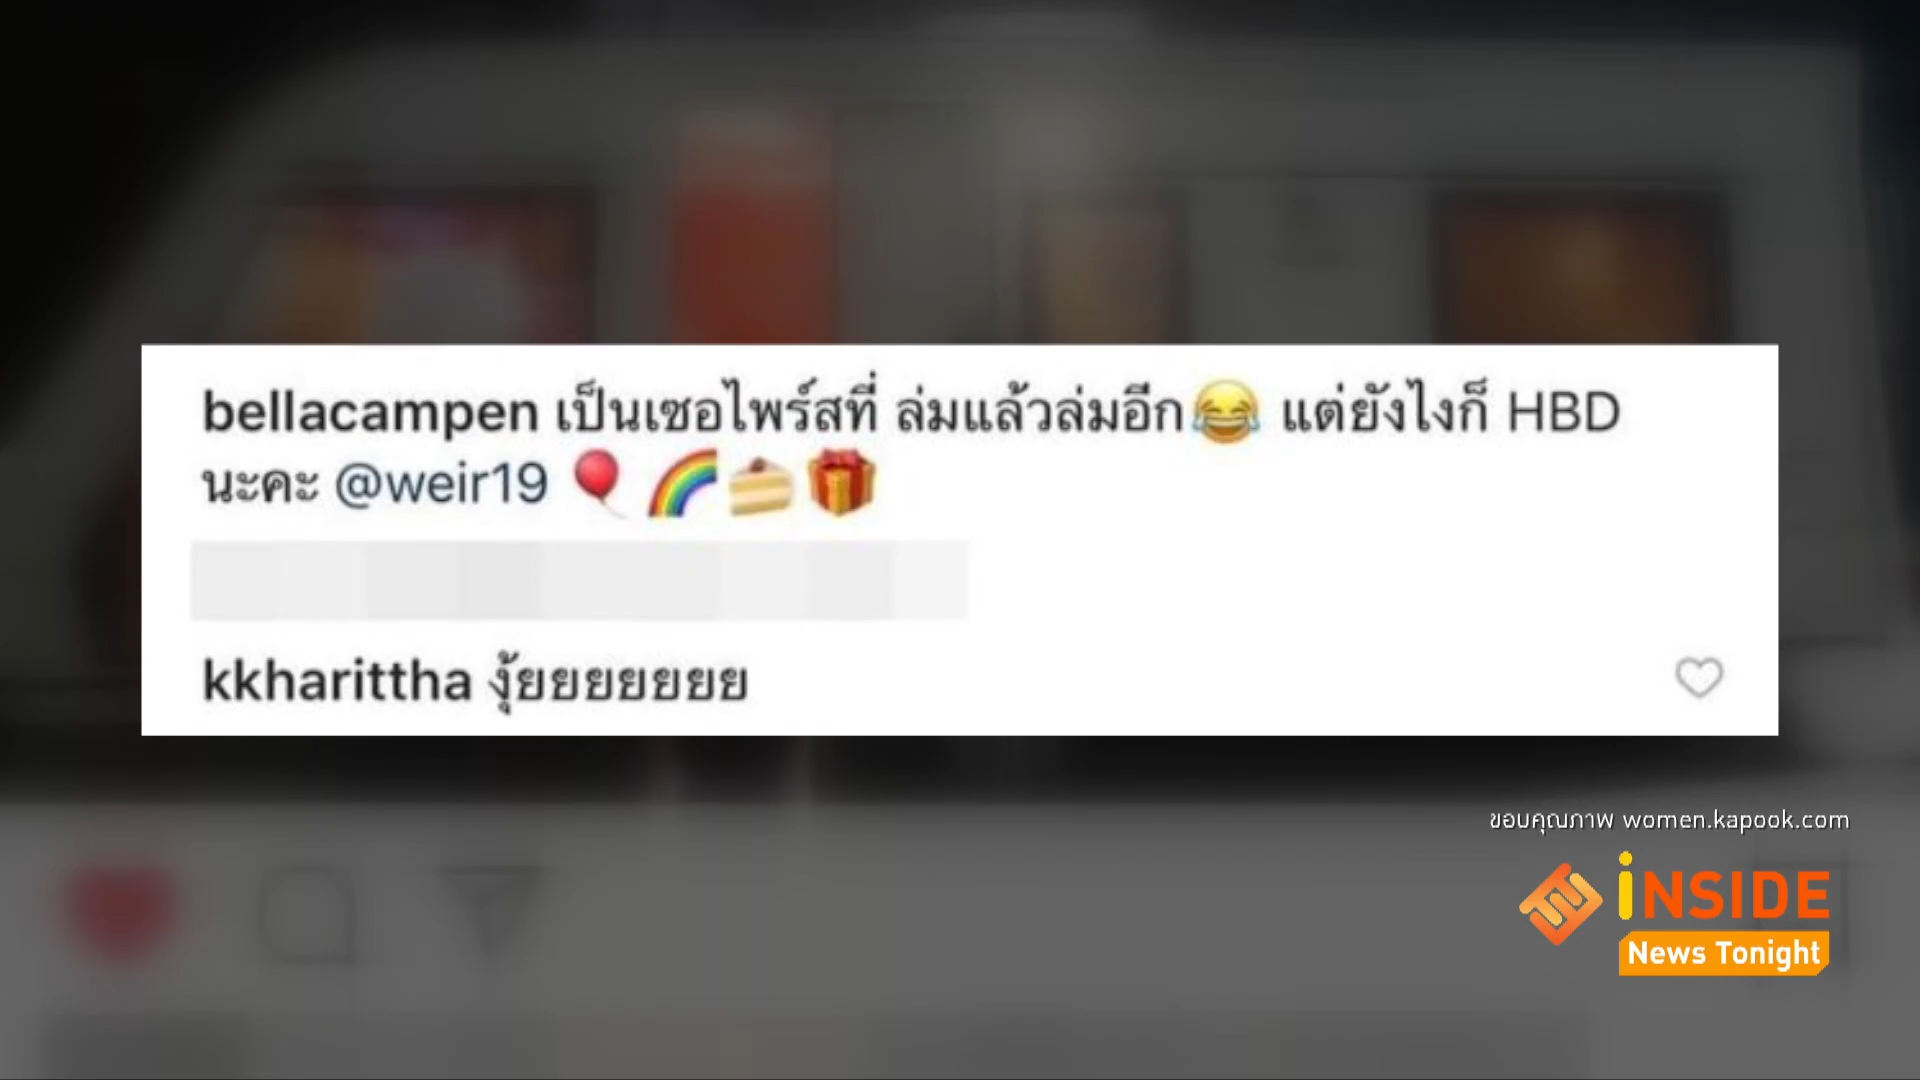 bellacampen เป็นเซอไพร์สที่ ล่มแล้วล่มอีก😂 แต่ยังไงก็ HBD
นะคะ @weir19 🎈🌈🍰🎁
kkharittha งุ้ยยยยยยย
ขอบคุณภาพ women.kapook.com
iNSIDE
News Tonight